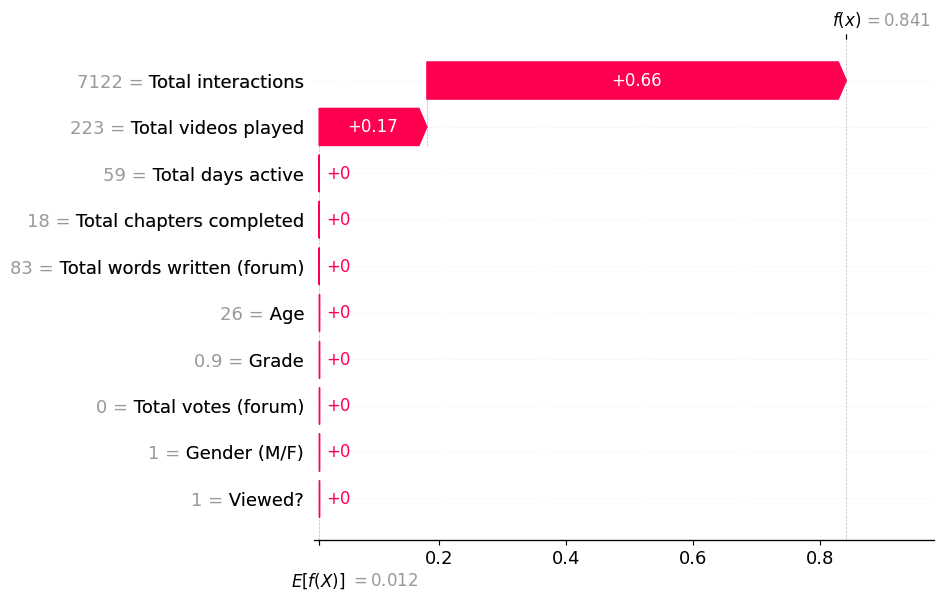 f(x) = 0.841
7122 = Total interactions +0.66
223 = Total videos played +0.17
59 = Total days active +0
18 = Total chapters completed +0
83 = Total words written (forum) +0
26 = Age +0
0.9 = Grade +0
0 = Total votes (forum) +0
1 = Gender (M/F) +0
1 = Viewed? +0
0.2 0.4 0.6 0.8
E[f(X)] = 0.012